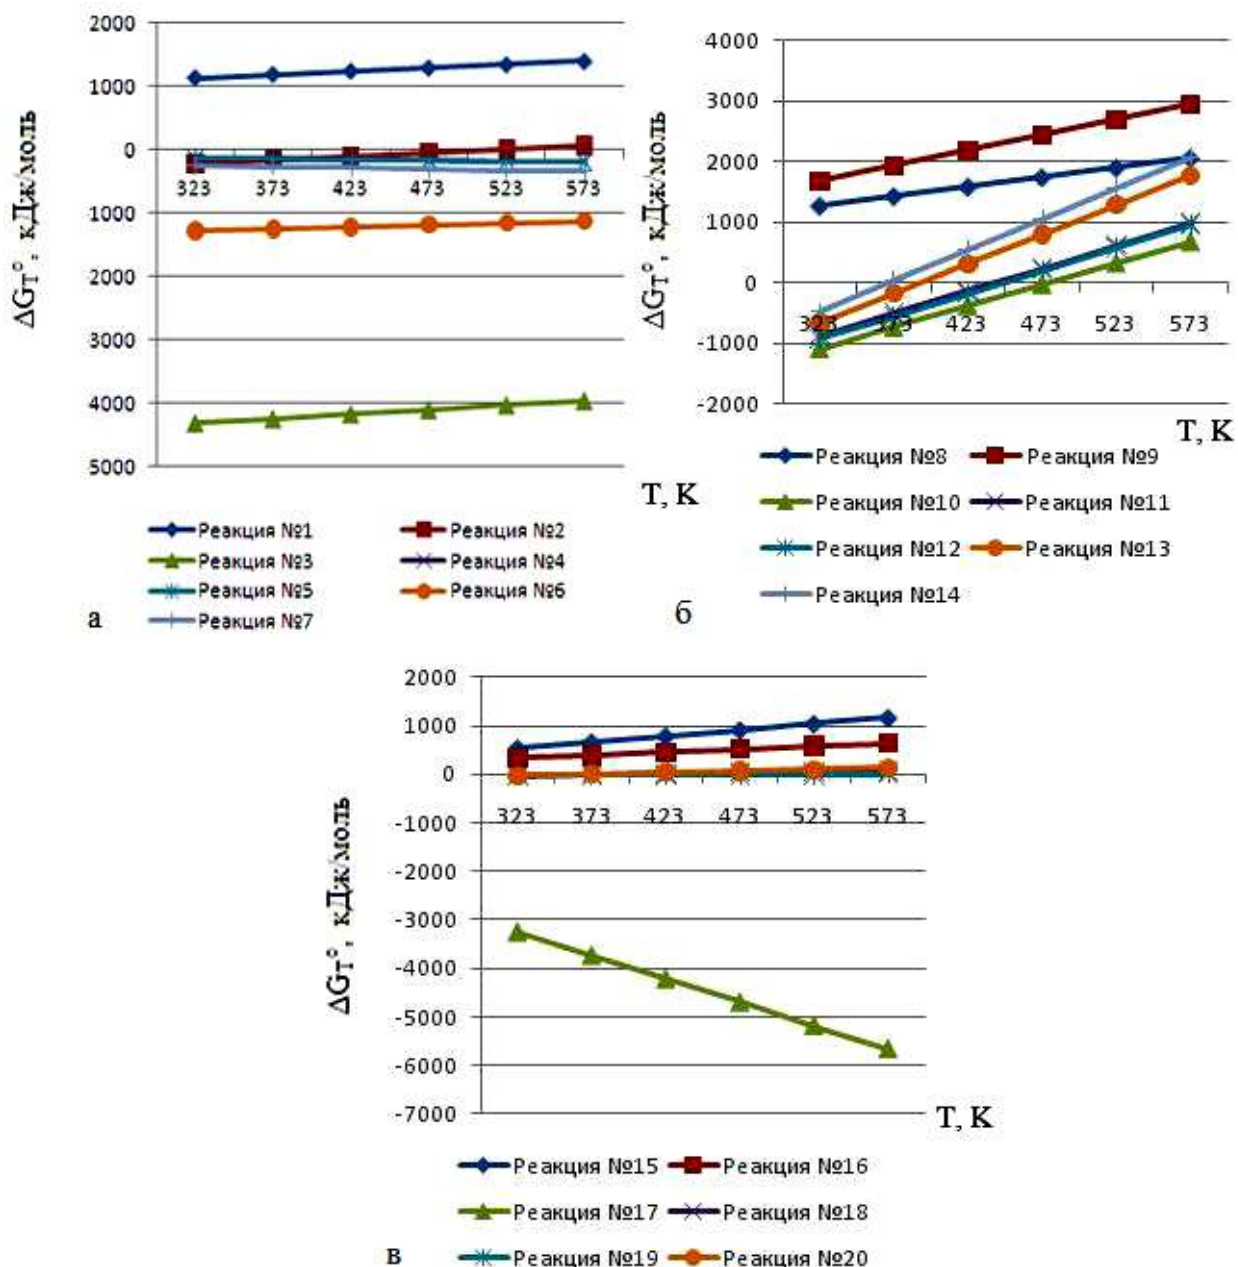 2000
1000
0
1000
2000
3000
4000
5000
323 373 423 473 523 573
ΔGT°, кДж/моль
T, K
Реакция №1 Реакция №2
Реакция №3 Реакция №4
Реакция №5 Реакция №6
Реакция №7
а
4000
3000
2000
1000
0
-1000
-2000
323 373 423 473 523 573
ΔGT°, кДж/моль
T, K
Реакция №8 Реакция №9
Реакция №10 Реакция №11
Реакция №12 Реакция №13
Реакция №14
б
2000
1000
0
-1000
-2000
-3000
-4000
-5000
-6000
-7000
323 373 423 473 523 573
ΔGT°, кДж/моль
T, K
Реакция №15 Реакция №16
Реакция №17 Реакция №18
Реакция №19 Реакция №20
в